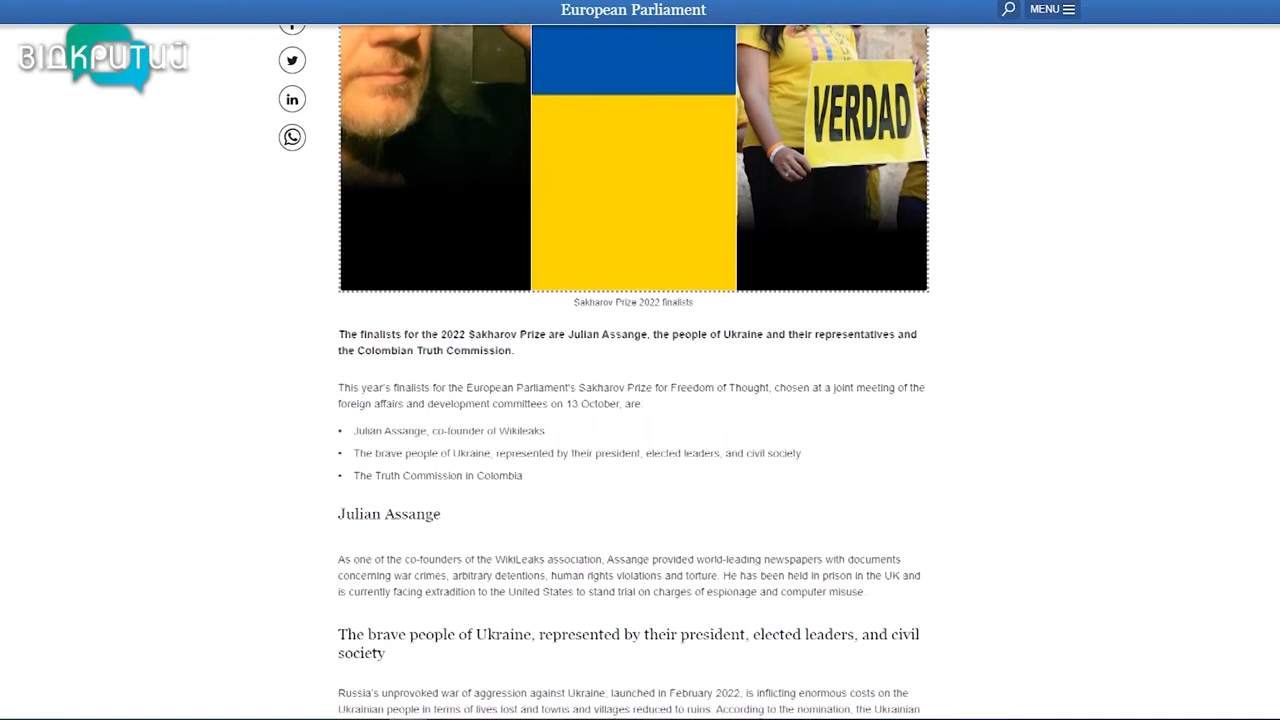 European Parliament
MENU
ВІДКРИТИЙ
VERDAD
Sakharov Prize 2022 finalists
The finalists for the 2022 Sakharov Prize are Julian Assange, the people of Ukraine and their representatives and
the Colombian Truth Commission.
This year's finalists for the European Parliament's Sakharov Prize for Freedom of Thought, chosen at a joint meeting of the
foreign affairs and development committees on 13 October, are:
• Julian Assange, co-founder of Wikileaks
• The brave people of Ukraine, represented by their president, elected leaders, and civil society
• The Truth Commission in Colombia
Julian Assange
As one of the co-founders of the WikiLeaks association, Assange provided world-leading newspapers with documents
concerning war crimes, arbitrary detentions, human rights violations and torture. He has been held in prison in the UK and
is currently facing extradition to the United States to stand trial on charges of espionage and computer misuse.
The brave people of Ukraine, represented by their president, elected leaders, and civil
society
Russia's unprovoked war of aggression against Ukraine, launched in February 2022, is inflicting enormous costs on the
Ukrainian people in terms of lives lost and towns and villages reduced to ruins. According to the nomination, the Ukrainian